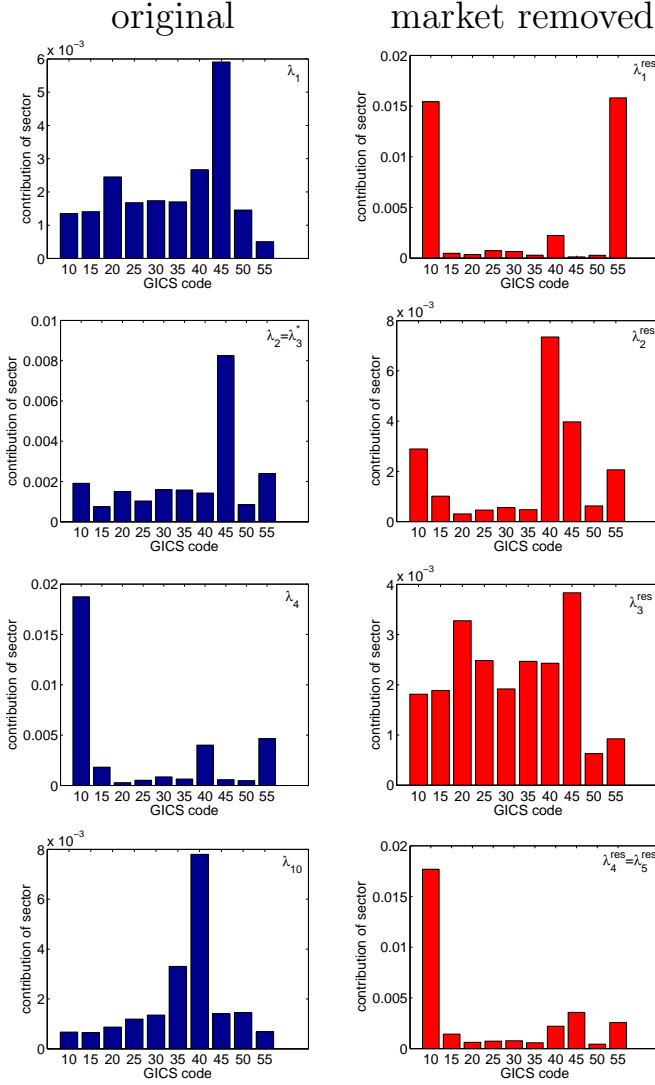 original
market removed
x 10⁻³
6
5
4
3
2
1
0
contribution of sector
λ₁
10 15 20 25 30 35 40 45 50 55
GICS code
0.02
0.015
0.01
0.005
0
contribution of sector
λ₁^res
10 15 20 25 30 35 40 45 50 55
GICS code
0.01
0.008
0.006
0.004
0.002
0
contribution of sector
λ₂=λ₃^*
10 15 20 25 30 35 40 45 50 55
GICS code
x 10⁻³
8
6
4
2
0
contribution of sector
λ₂^res
10 15 20 25 30 35 40 45 50 55
GICS code
0.02
0.015
0.01
0.005
0
contribution of sector
λ₄
10 15 20 25 30 35 40 45 50 55
GICS code
x 10⁻³
4
3
2
1
0
contribution of sector
λ₃^res
10 15 20 25 30 35 40 45 50 55
GICS code
x 10⁻³
8
6
4
2
0
contribution of sector
λ₁₀
10 15 20 25 30 35 40 45 50 55
GICS code
0.02
0.015
0.01
0.005
0
contribution of sector
λ₄^res=λ₅^res
10 15 20 25 30 35 40 45 50 55
GICS code